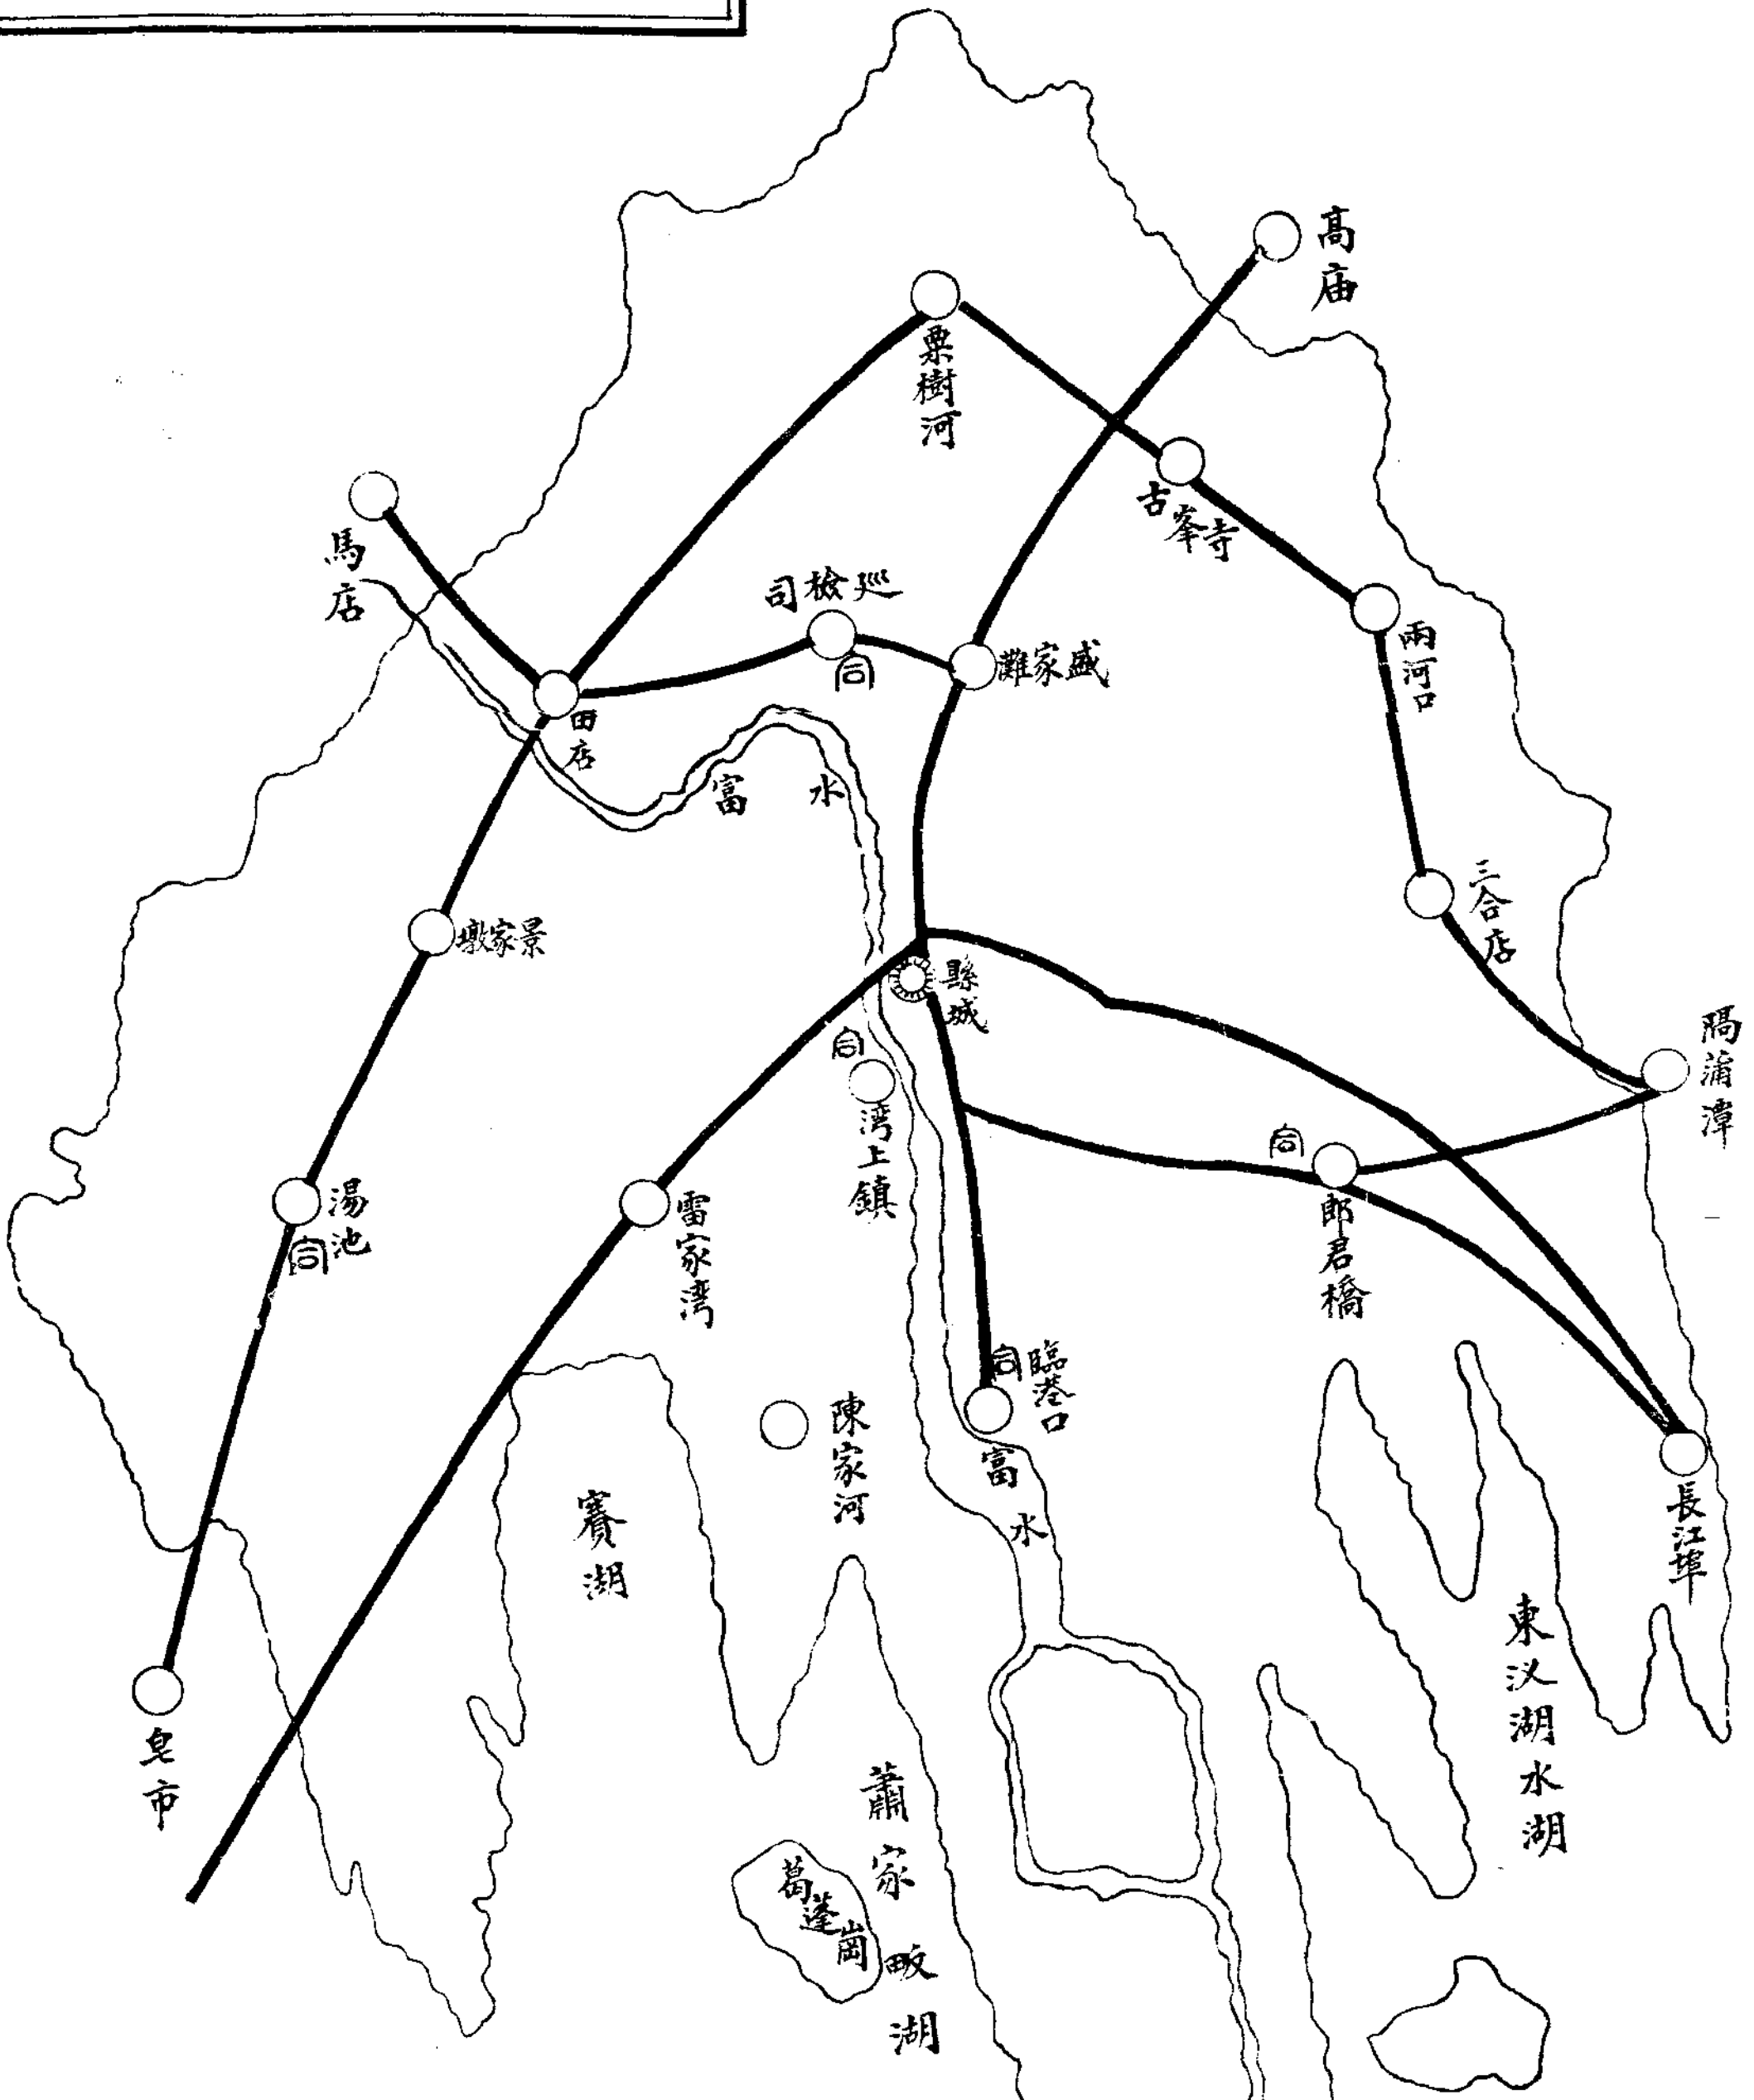 高庙
栗樹河
古峯寺
馬店
巡檢司
盛家灘
兩河口
田店
富水
三合店
景家墩
縣城
隔蒲潭
湾上鎮
湯池
雷家湾
郎君橋
臨港口
陳家河
富水
長江埠
賽湖
東汊湖水湖
皂市
蕭家畈湖
葛蓬崗